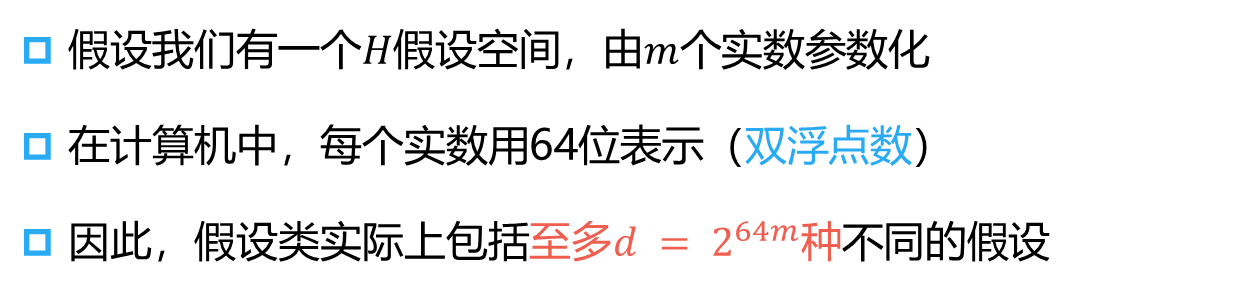 假设我们有一个H假设空间，由m个实数参数化
在计算机中，每个实数用64位表示（双浮点数）
因此，假设类实际上包括至多d = 2^{64m}种不同的假设